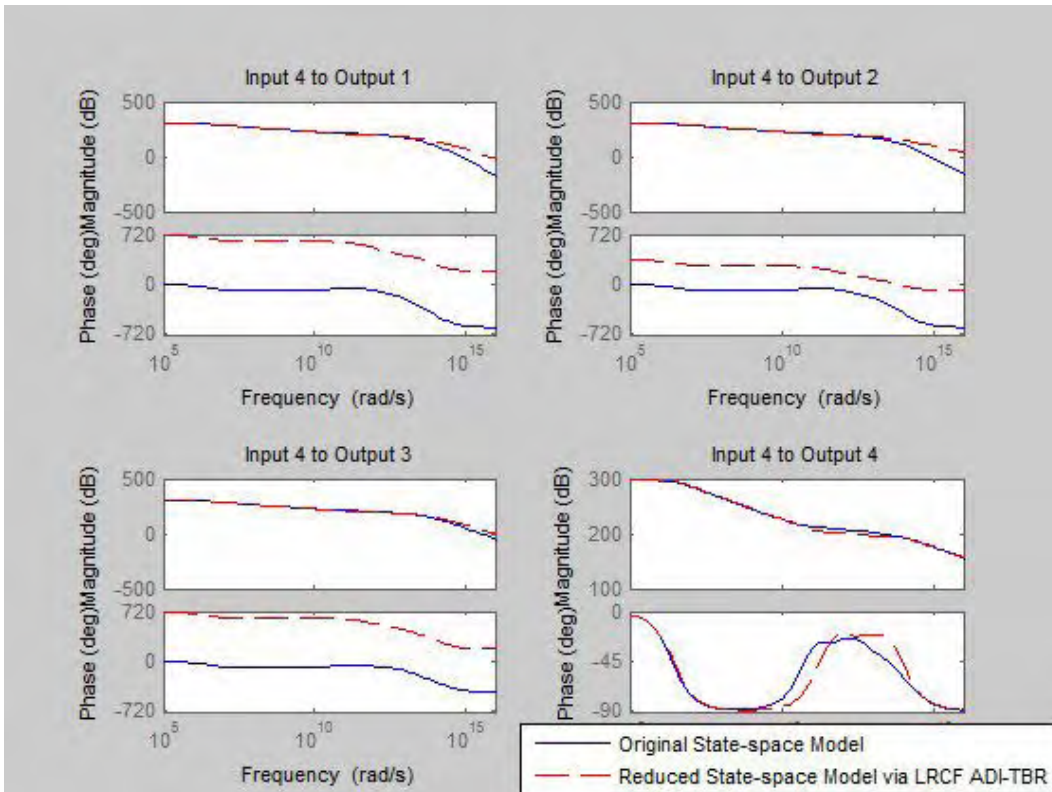 Input 4 to Output 1
Magnitude (dB)
500
0
-500
Phase (deg)
720
0
-720
10^5
10^10
10^15
Frequency (rad/s)
Input 4 to Output 2
Magnitude (dB)
500
0
-500
Phase (deg)
720
0
-720
10^5
10^10
10^15
Frequency (rad/s)
Input 4 to Output 3
Magnitude (dB)
500
0
-500
Phase (deg)
720
0
-720
10^5
10^10
10^15
Frequency (rad/s)
Input 4 to Output 4
Magnitude (dB)
300
200
100
Phase (deg)
0
-45
-90
Original State-space Model
Reduced State-space Model via LRCF ADI-TBR